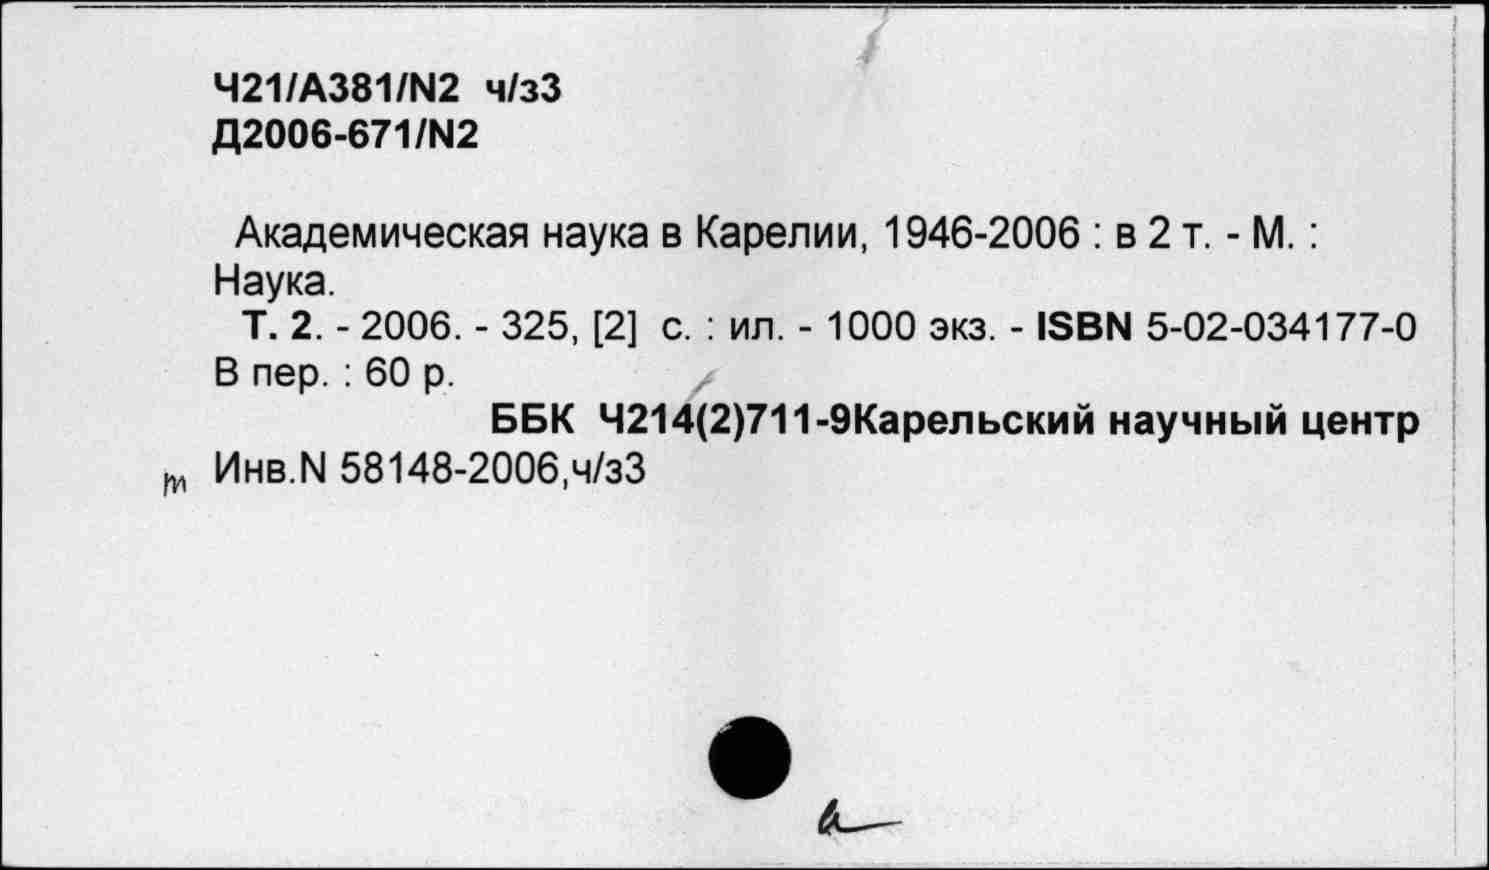 Ч21/А381/N2 ч/з3
Д2006-671/N2
Академическая наука в Карелии, 1946-2006 : в 2 т. - М. :
Наука.
Т. 2. - 2006. - 325, [2] с. : ил. - 1000 экз. - ISBN 5-02-034177-0
В пер. : 60 р.
ББК Ч214(2)711-9Карельский научный центр
Инв.N 58148-2006,ч/з3